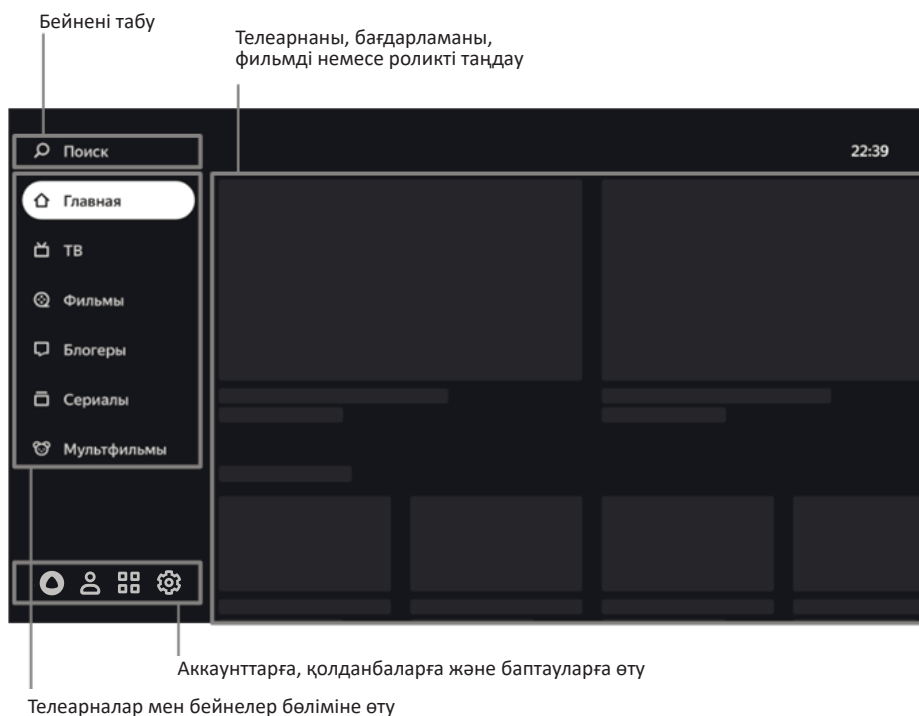 Бейнені табу
Телеарнаны, бағдарламаны,
фильмді немесе роликті таңдау
Поиск
22:39
Главная
ТВ
Фильмы
Блогеры
Сериалы
Мультфильмы
Аккаунттарға, қолданбаларға және баптауларға өту
Телеарналар мен бейнелер бөліміне өту